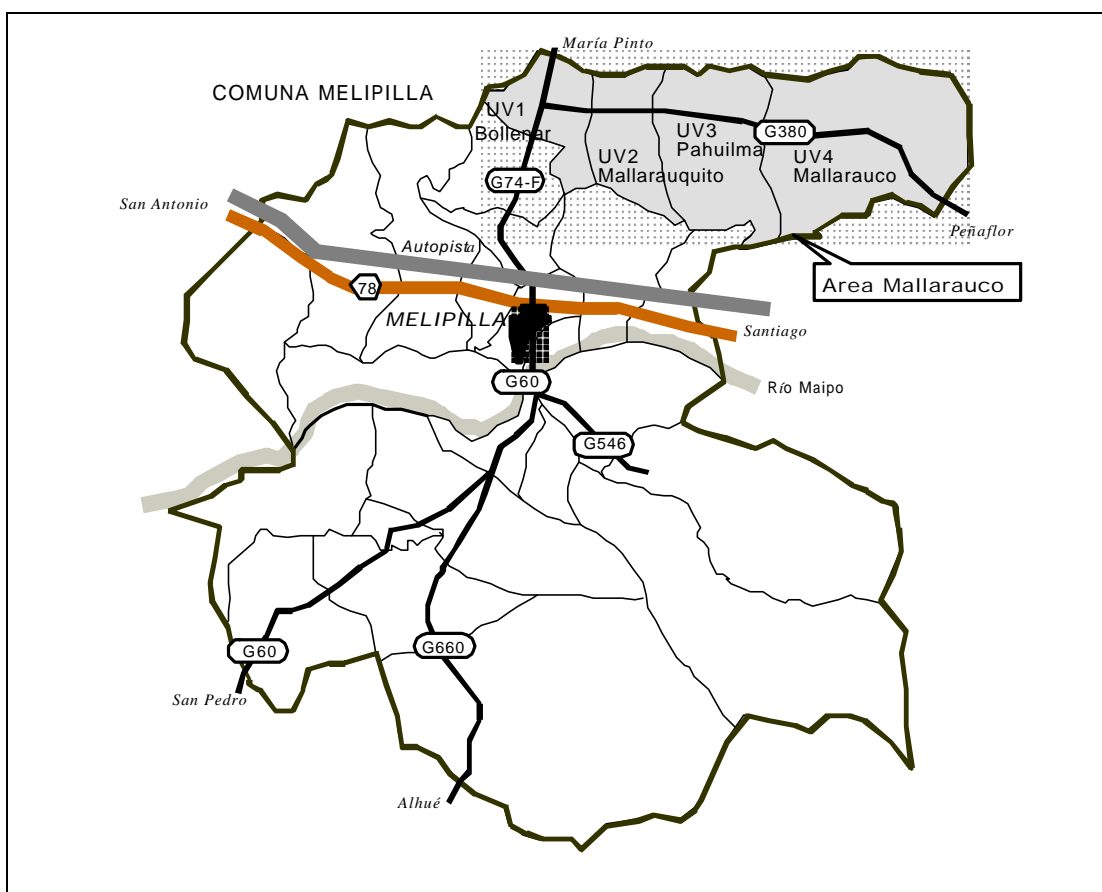 María Pinto
COMUNA MELIPILLA
UV1
Bollenar
UV3
Pahuilma
G380
UV2
Mallarauquito
UV4
Mallarauco
G74-F
San Antonio
Peñaflor
Autopista
Area Mallarauco
78
MELIPILLA
Santiago
G60
Río Maipo
G546
G60
G660
San Pedro
Alhué